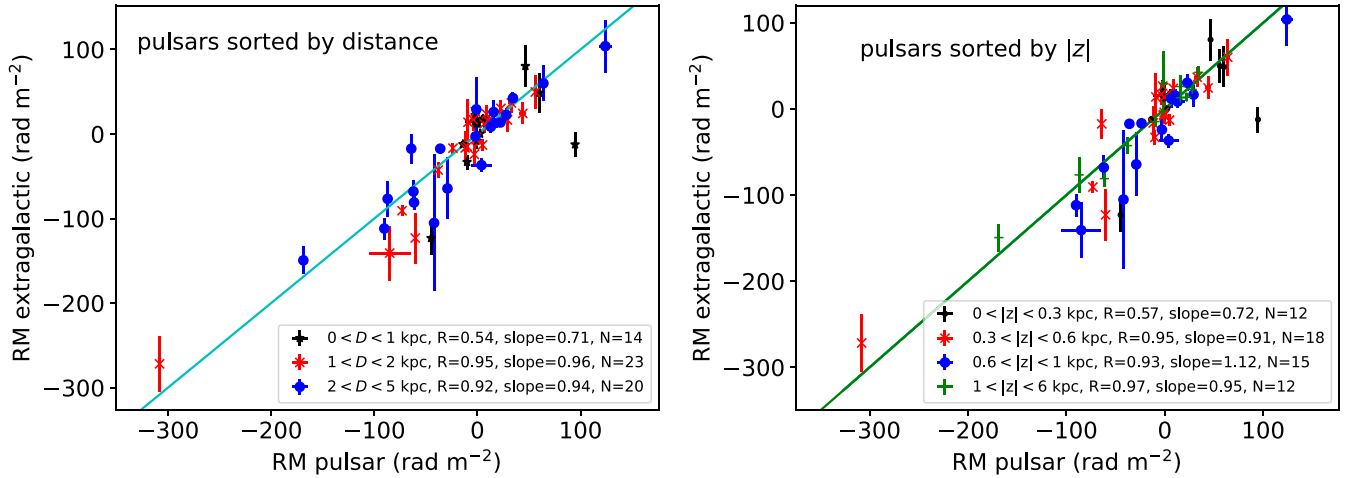 pulsars sorted by distance
100
0
−100
−200
−300
RM extragalactic (rad m⁻²)
0 < D < 1 kpc, R=0.54, slope=0.71, N=14
1 < D < 2 kpc, R=0.95, slope=0.96, N=23
2 < D < 5 kpc, R=0.92, slope=0.94, N=20
−300 −200 −100 0 100
RM pulsar (rad m⁻²)
pulsars sorted by |z|
100
0
−100
−200
−300
RM extragalactic (rad m⁻²)
0 < |z| < 0.3 kpc, R=0.57, slope=0.72, N=12
0.3 < |z| < 0.6 kpc, R=0.95, slope=0.91, N=18
0.6 < |z| < 1 kpc, R=0.93, slope=1.12, N=15
1 < |z| < 6 kpc, R=0.97, slope=0.95, N=12
−300 −200 −100 0 100
RM pulsar (rad m⁻²)